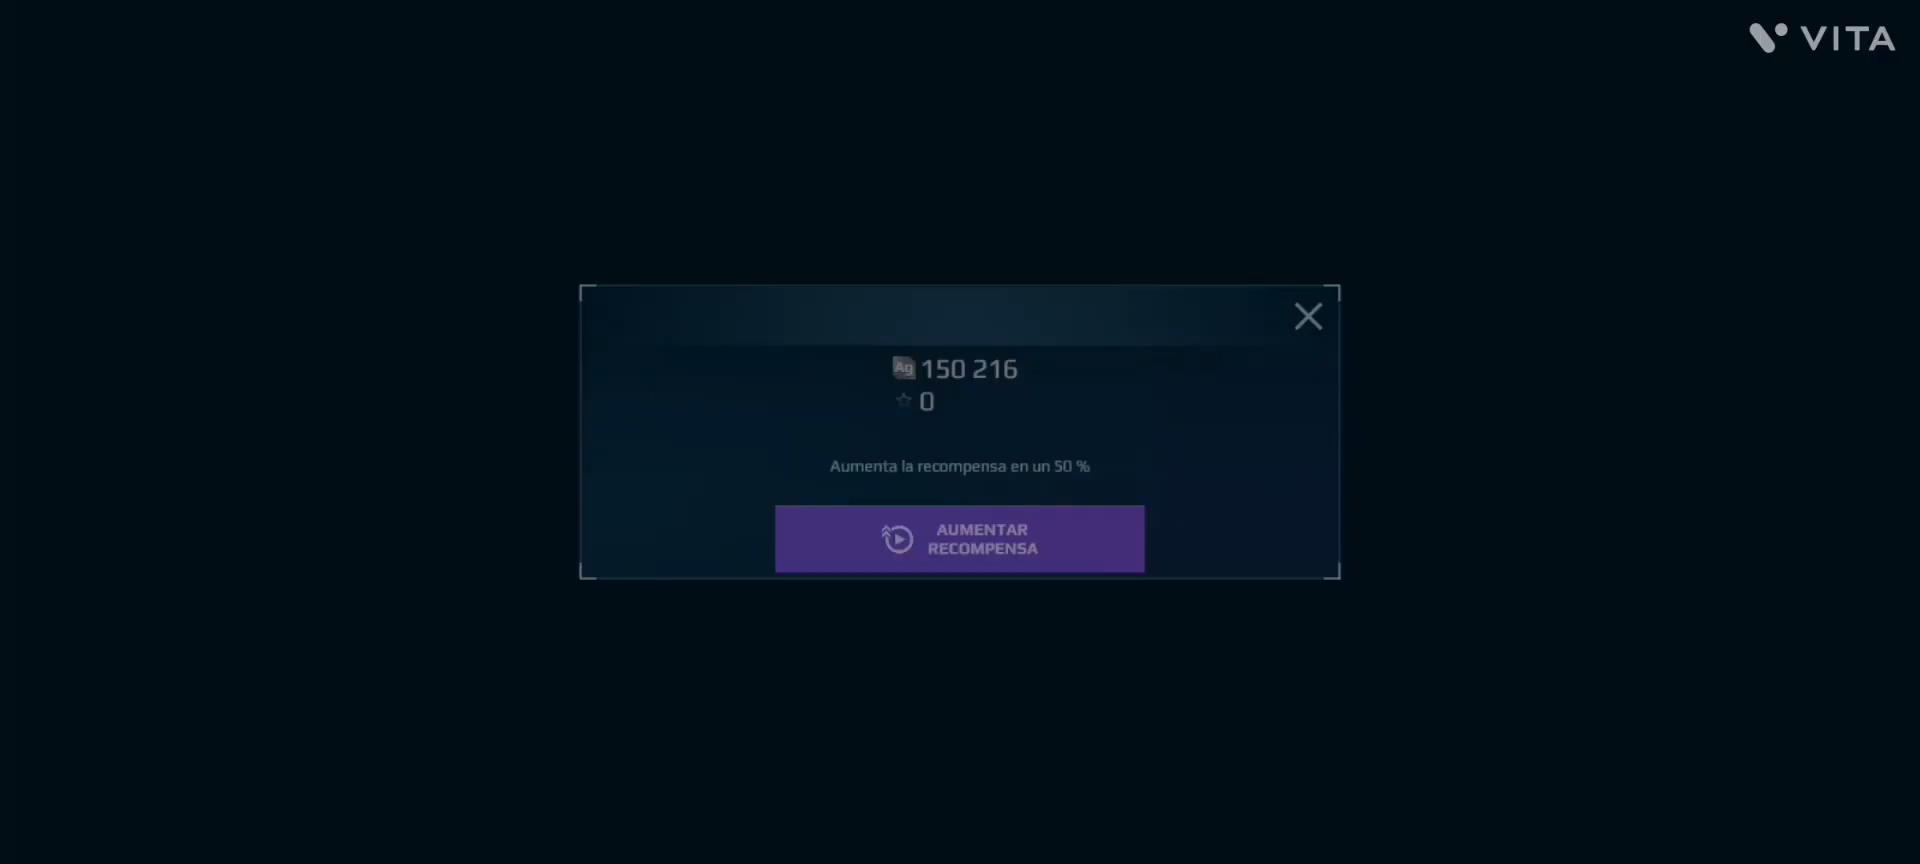 VITA
Ag 150 216
0
Aumenta la recompensa en un 50 %
AUMENTAR
RECOMPENSA